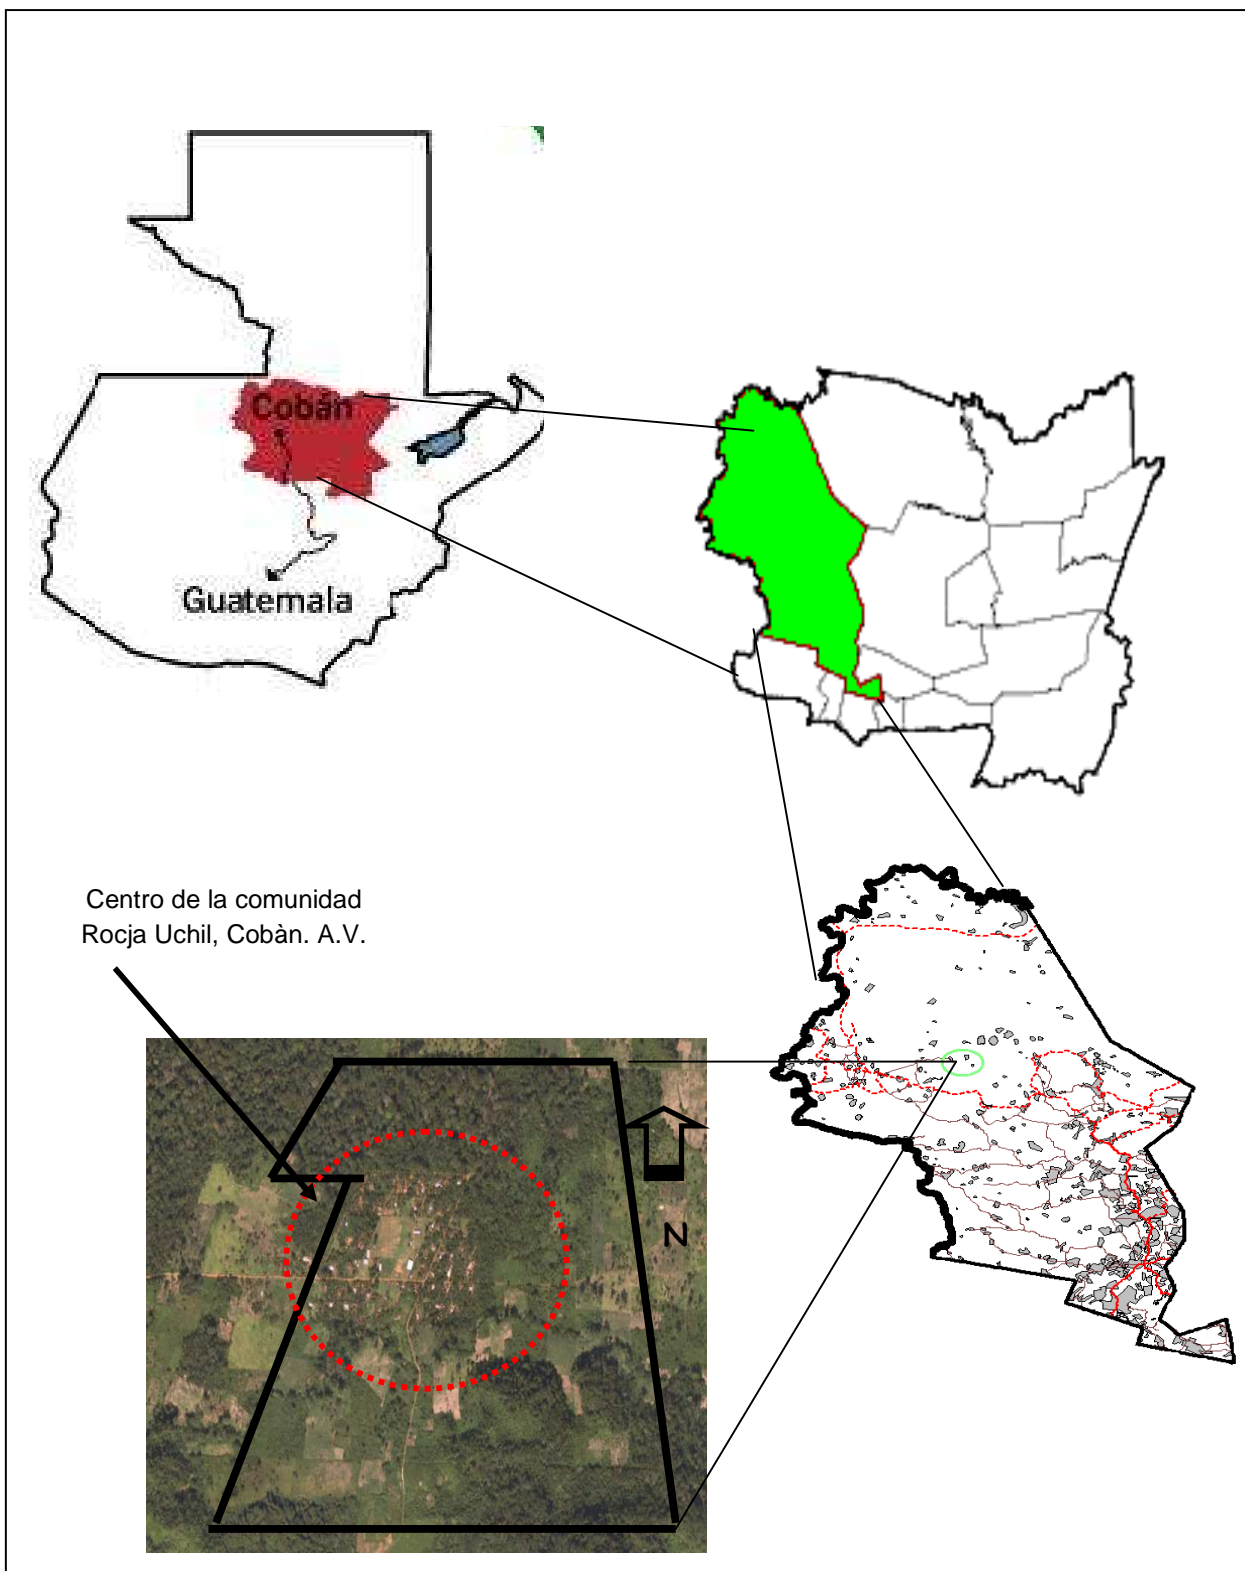 Cobán
Guatemala
Centro de la comunidad
Rocja Uchil, Cobàn. A.V.
N